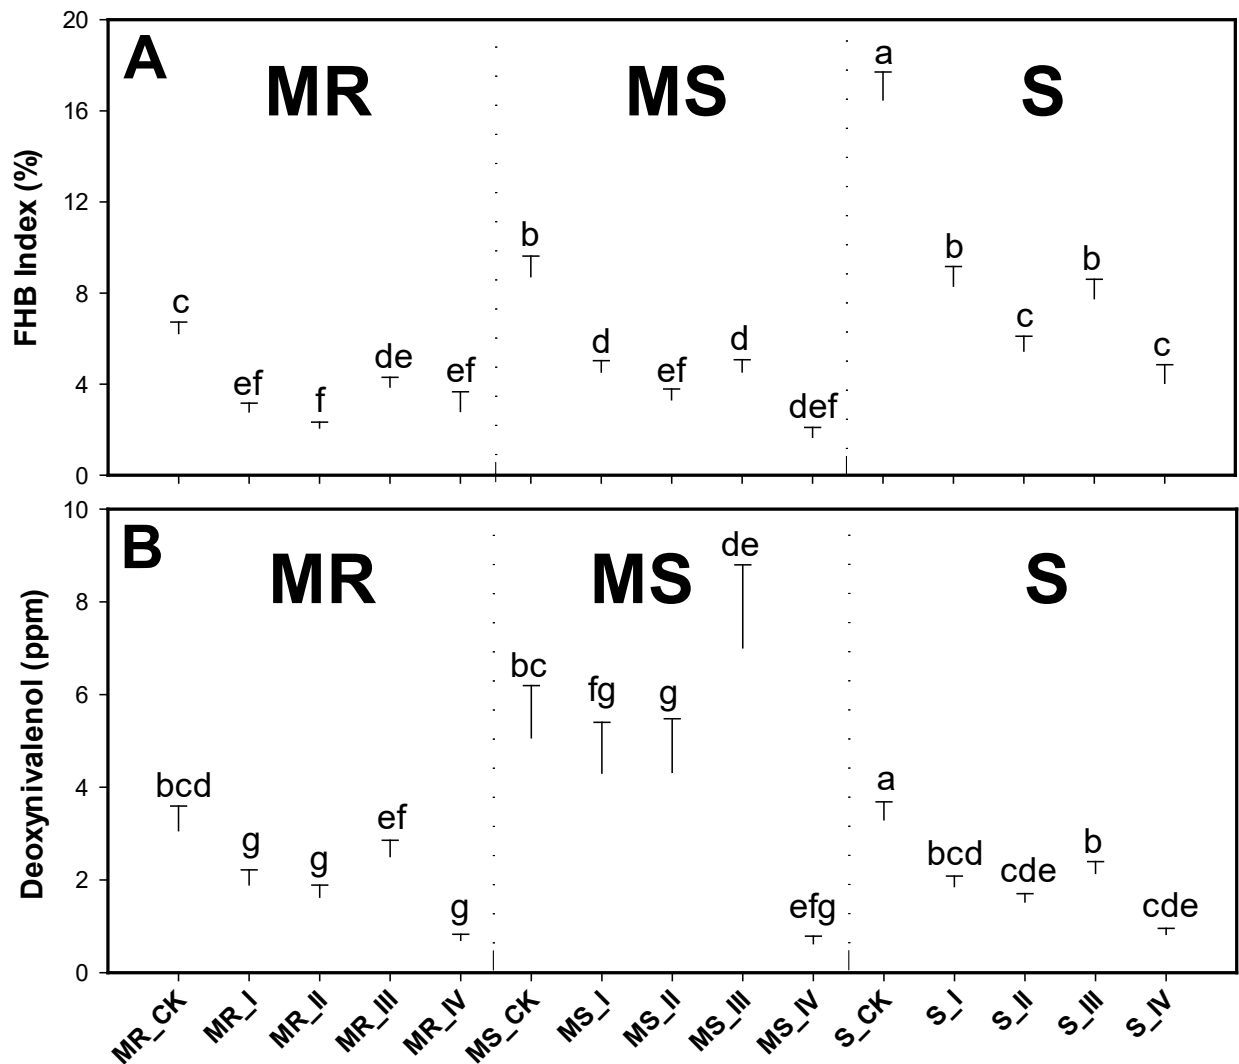 20
A
MR
MS
S
a
16
12
b
b
b
8
c
c
de
d
d
c
ef
ef
ef
4
f
def
0
FHB Index (%)
10
B
MR
MS
S
de
8
bc
fg
g
6
bcd
a
4
ef
g
g
bcd
b
cde
2
g
efg
cde
0
Deoxynivalenol (ppm)
MR_CK
MR_I
MR_II
MR_III
MR_IV
MS_CK
MS_I
MS_II
MS_III
MS_IV
S_CK
S_I
S_II
S_III
S_IV